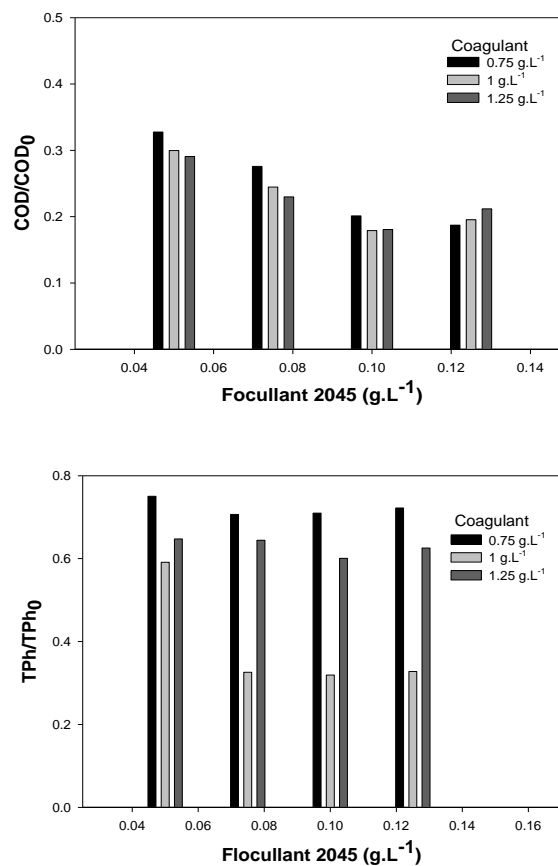 0.5
Coagulant
0.75 g.L⁻¹
1 g.L⁻¹
1.25 g.L⁻¹
0.4
0.3
0.2
0.1
0.0
COD/COD₀
0.04 0.06 0.08 0.10 0.12 0.14
Focullant 2045 (g.L⁻¹)
0.8
Coagulant
0.75 g.L⁻¹
1 g.L⁻¹
1.25 g.L⁻¹
0.6
0.4
0.2
0.0
TPh/TPh₀
0.04 0.06 0.08 0.10 0.12 0.14 0.16
Flocullant 2045 (g.L⁻¹)